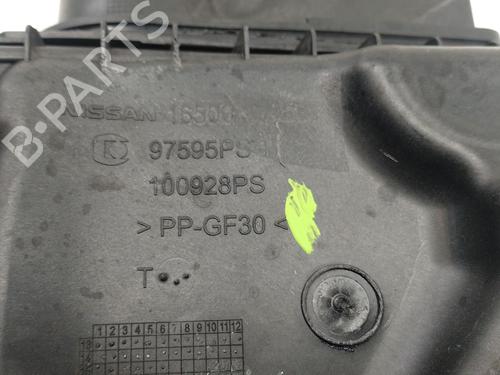 B-PARTS
NISSAN 16500
K 97595PS
100928PS
> PP-GF30 <
T
1 2 3 4 5 6 7 8 9 10 11 12
13